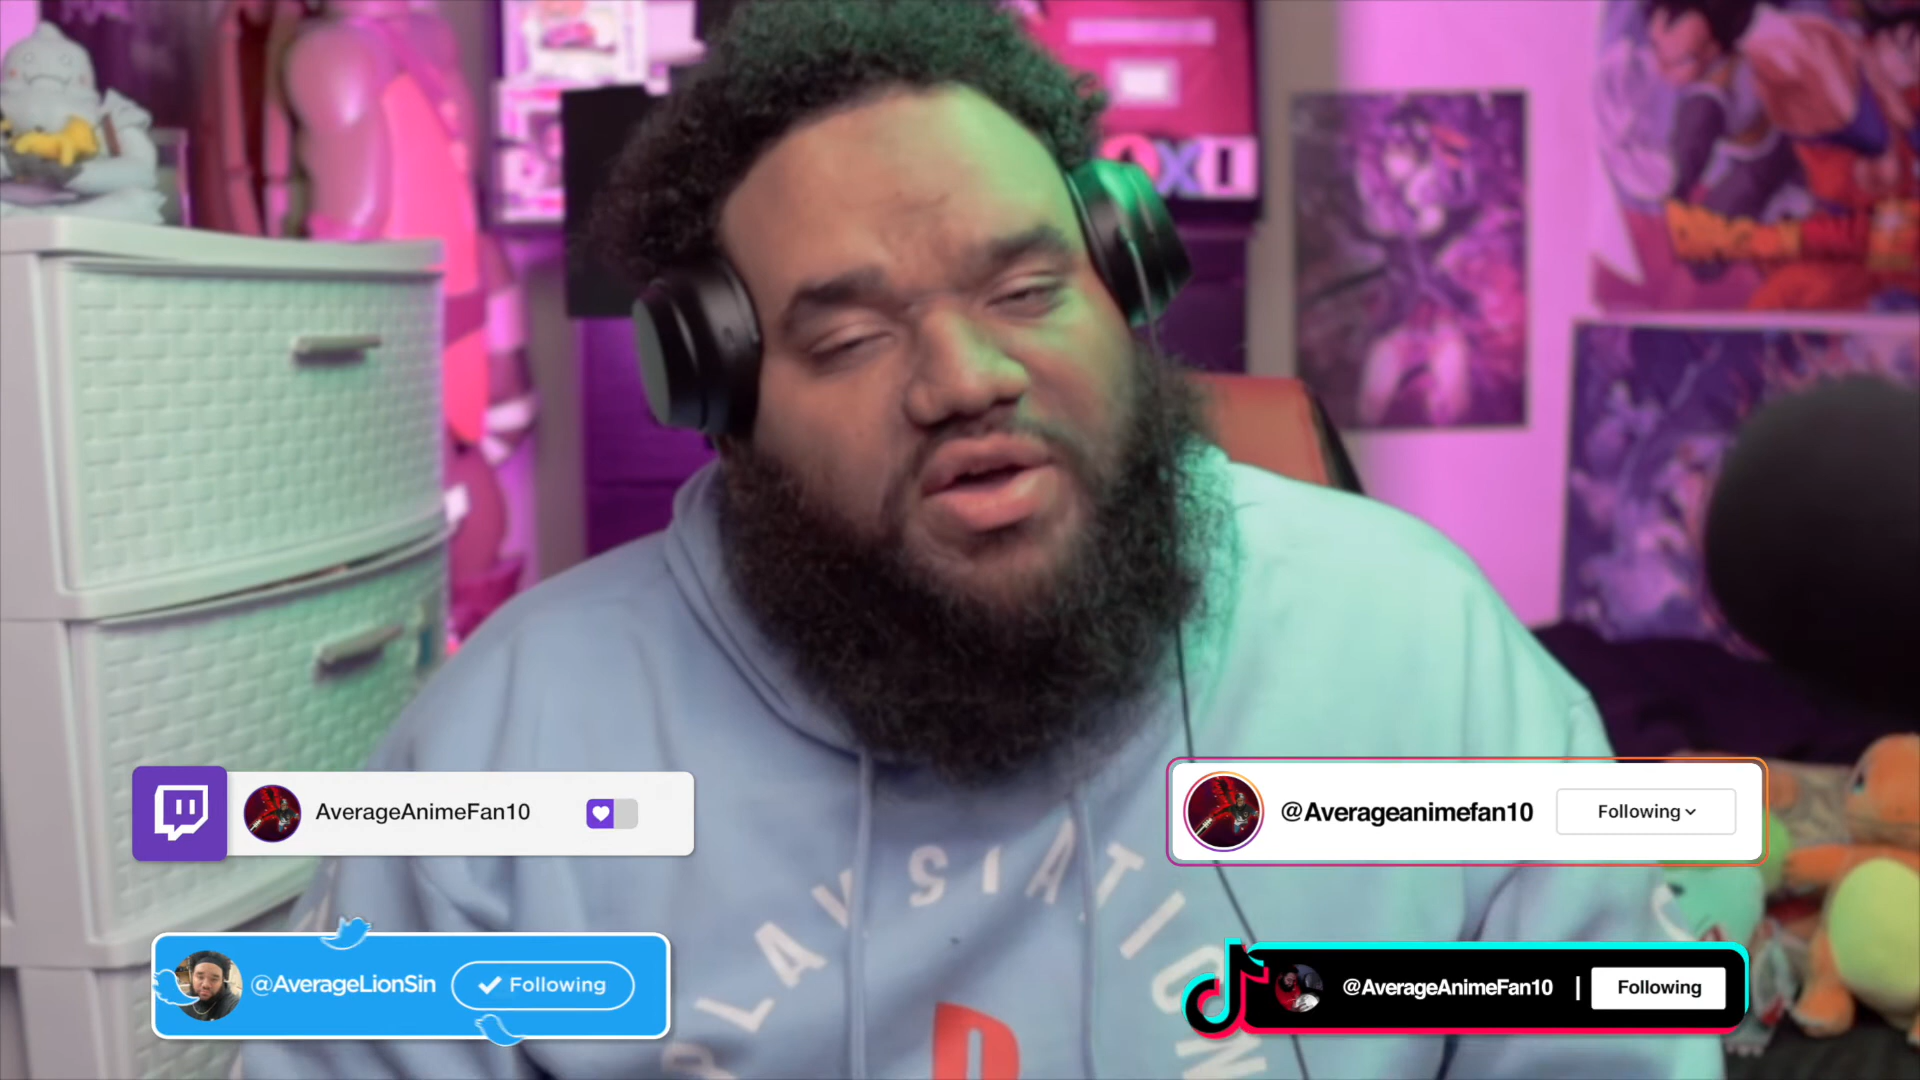 AverageAnimeFan10
@Averageanimefan10
Following
@AverageLionSin
Following
@AverageAnimeFan10
Following
PLAYSTATION